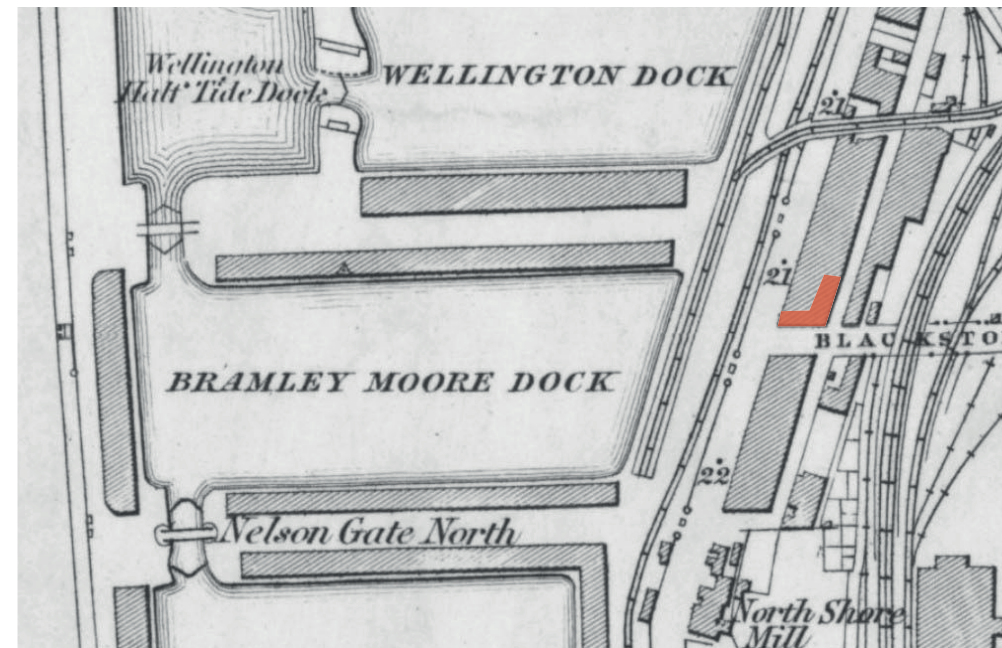 Wellington
Half Tide Dock
WELLINGTON DOCK
21
21
BLACKSTO
BRAMLEY MOORE DOCK
22
Nelson Gate North
North Shore
Mill